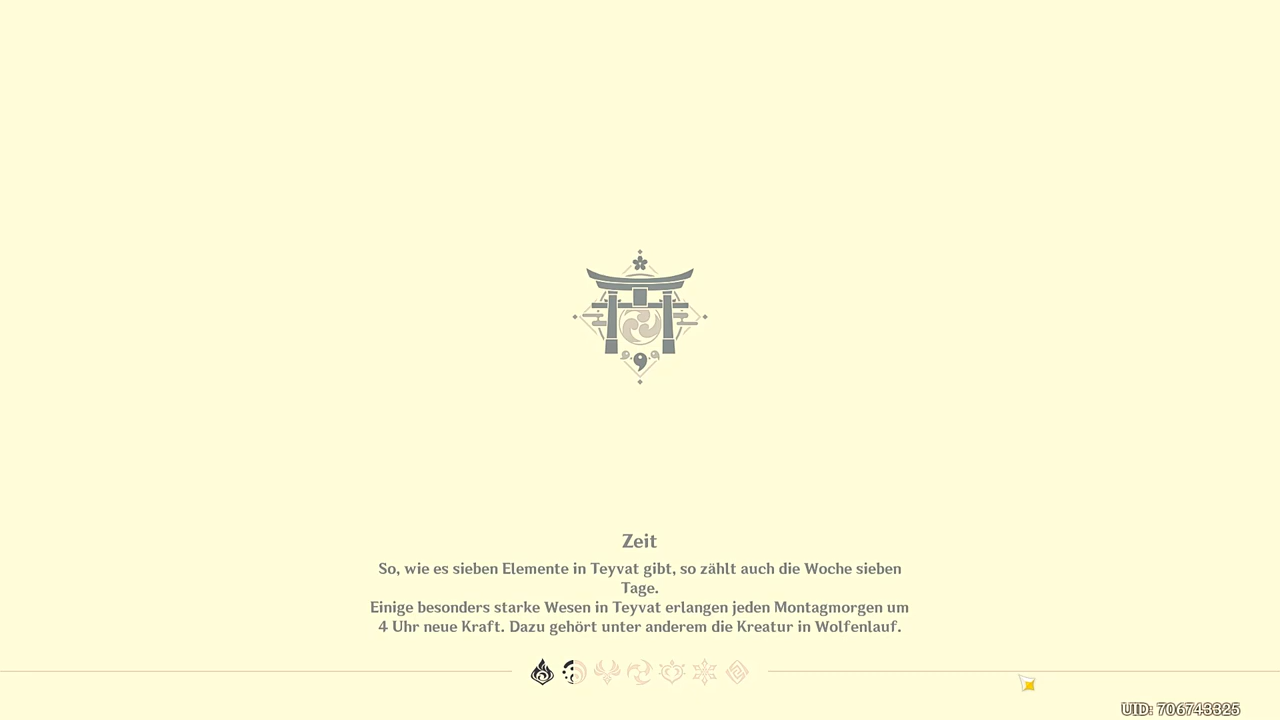 Zeit
So, wie es sieben Elemente in Teyvat gibt, so zählt auch die Woche sieben
Tage.
Einige besonders starke Wesen in Teyvat erlangen jeden Montagmorgen um
4 Uhr neue Kraft. Dazu gehört unter anderem die Kreatur in Wolfenlauf.
UID: 706743325